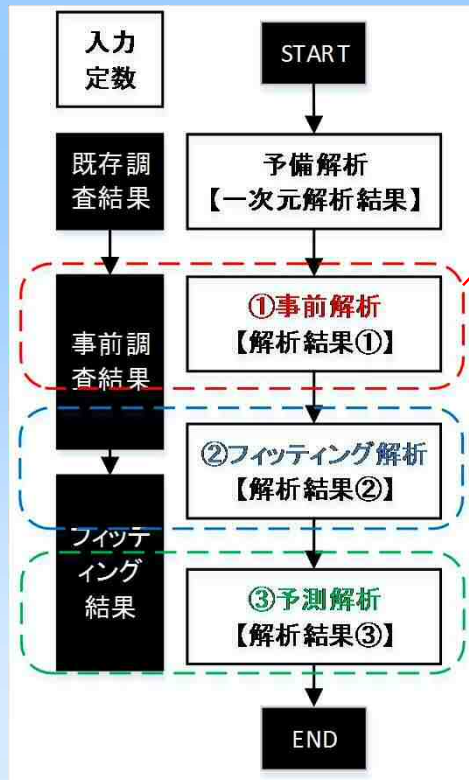 入力
定数
START
既存調
査結果
予備解析
【一次元解析結果】
事前調
査結果
①事前解析
【解析結果①】
②フィッティング解析
【解析結果②】
フィッテ
ィング
結果
③予測解析
【解析結果③】
END